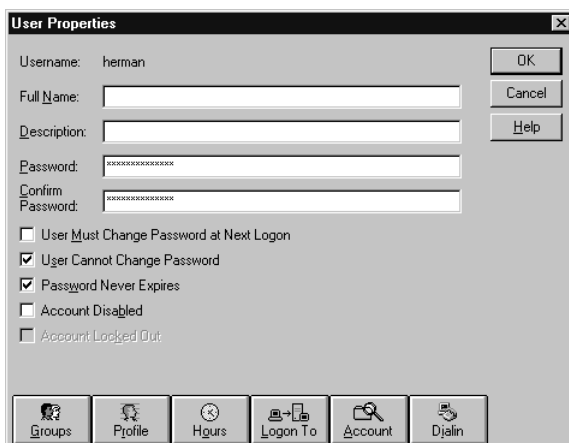 User Properties
Username: herman
OK
Full Name:
Cancel
Description:
Help
Password: xxxxxxxxxxxxxx
Confirm
Password: xxxxxxxxxxxxxx
User Must Change Password at Next Logon
User Cannot Change Password
Password Never Expires
Account Disabled
Account Locked Out
Groups Profile Hours Logon To Account Dialin